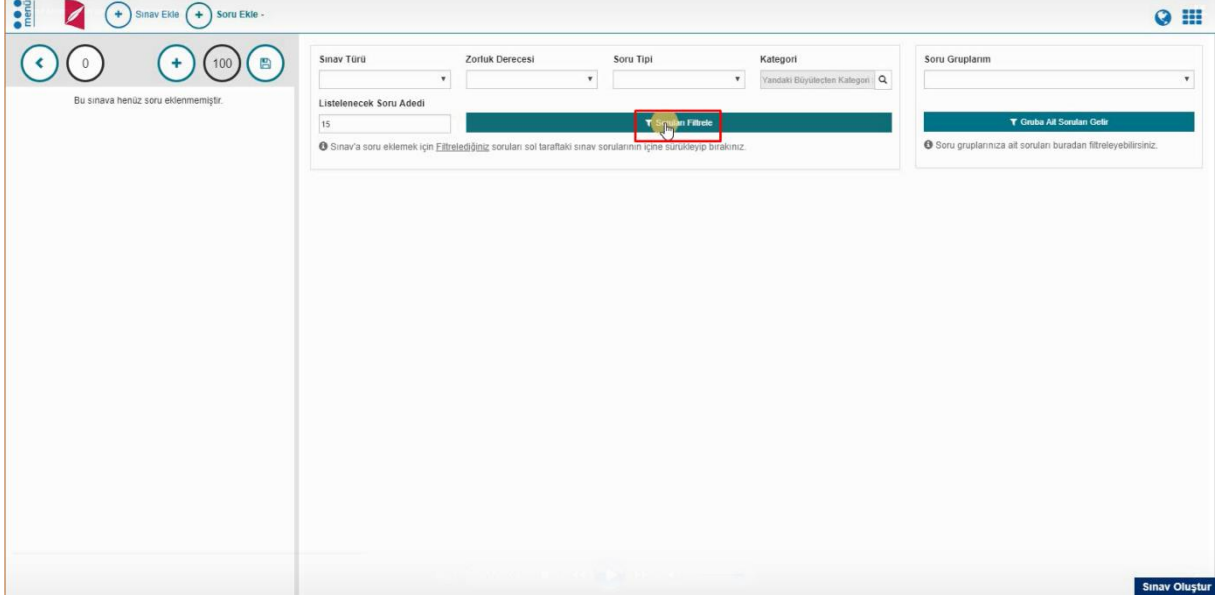 menü
Sınav Ekle
Soru Ekle -
0
100
Bu sınava henüz soru eklenmemiştir.
Sınav Türü
Zorluk Derecesi
Soru Tipi
Kategori
Yandaki Büyüteçten Kategori
Listelenecek Soru Adedi
15
Soruları Filtrele
Sınav'a soru eklemek için Filtrelediğiniz soruları sol taraftaki sınav sorularının içine sürükleyip bırakınız.
Soru Gruplarım
Gruba Ait Soruları Getir
Soru gruplarınıza ait soruları buradan filtreleyebilirsiniz.
Sınav Oluştur